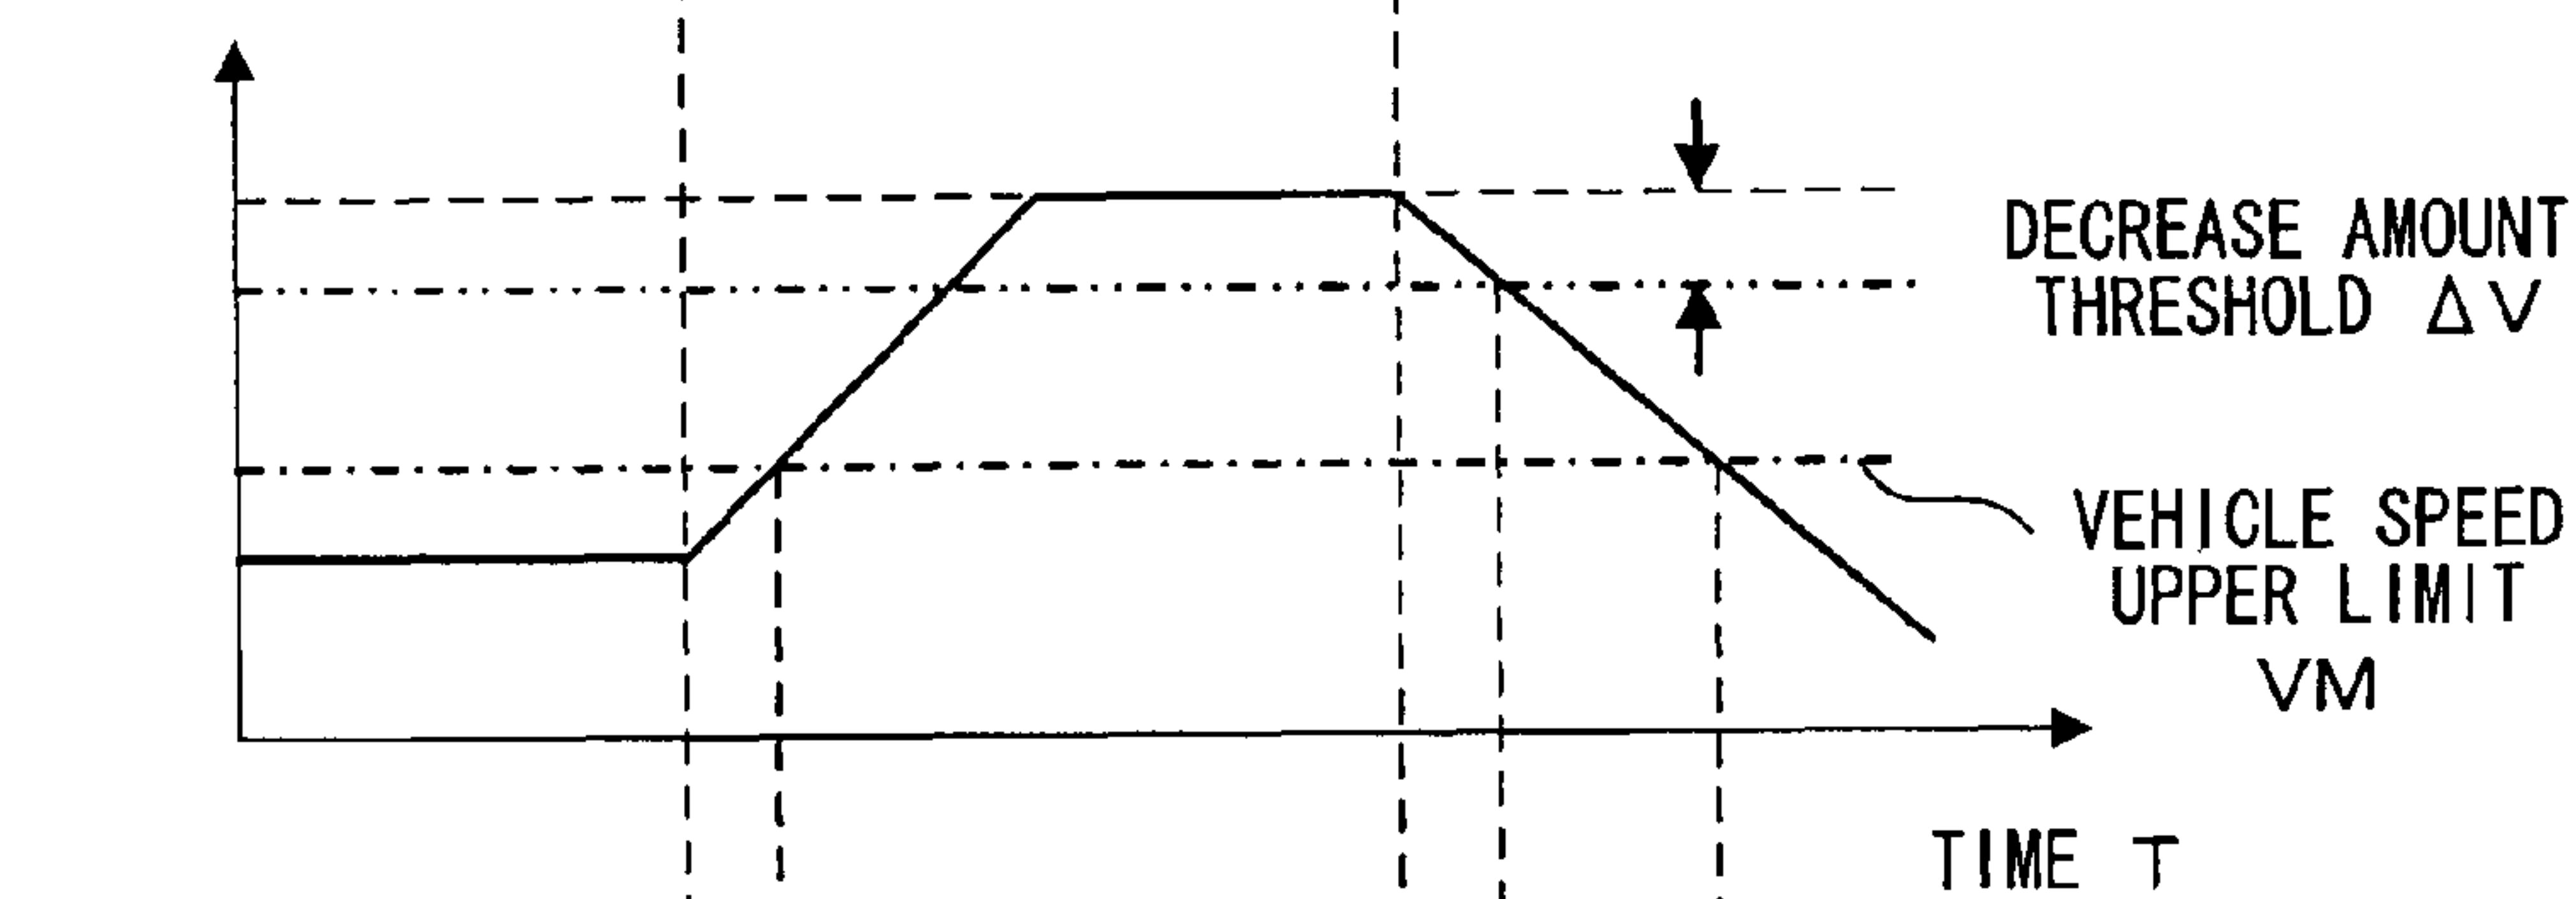 DECREASE AMOUNT
THRESHOLD ΔV
VEHICLE SPEED
UPPER LIMIT
VM
TIME T